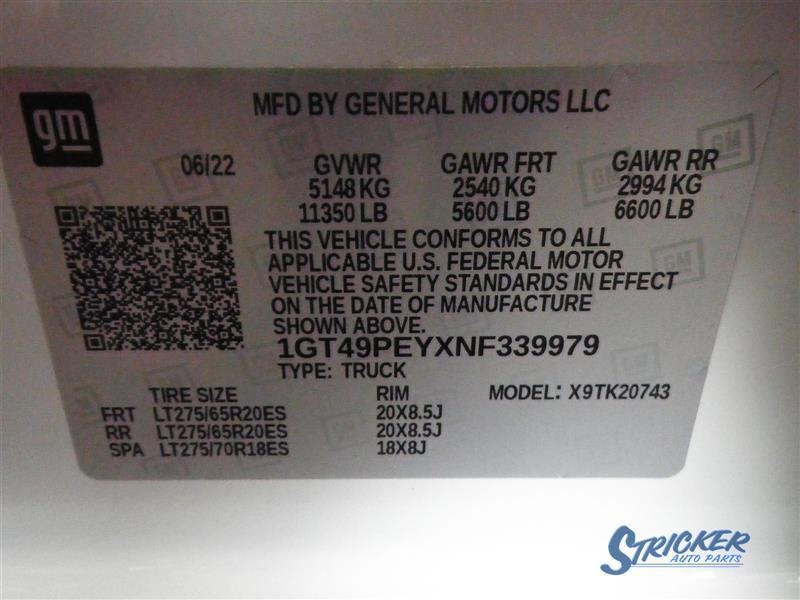 gm
MFD BY GENERAL MOTORS LLC
06/22 GVWR GAWR FRT GAWR RR
5148 KG 2540 KG 2994 KG
11350 LB 5600 LB 6600 LB
THIS VEHICLE CONFORMS TO ALL
APPLICABLE U.S. FEDERAL MOTOR
VEHICLE SAFETY STANDARDS IN EFFECT
ON THE DATE OF MANUFACTURE
SHOWN ABOVE.
1GT49PEYXNF339979
TYPE: TRUCK
TIRE SIZE RIM MODEL: X9TK20743
FRT LT275/65R20ES 20X8.5J
RR LT275/65R20ES 20X8.5J
SPA LT275/70R18ES 18X8J
GM
GM
GM
STRICKER
AUTO PARTS